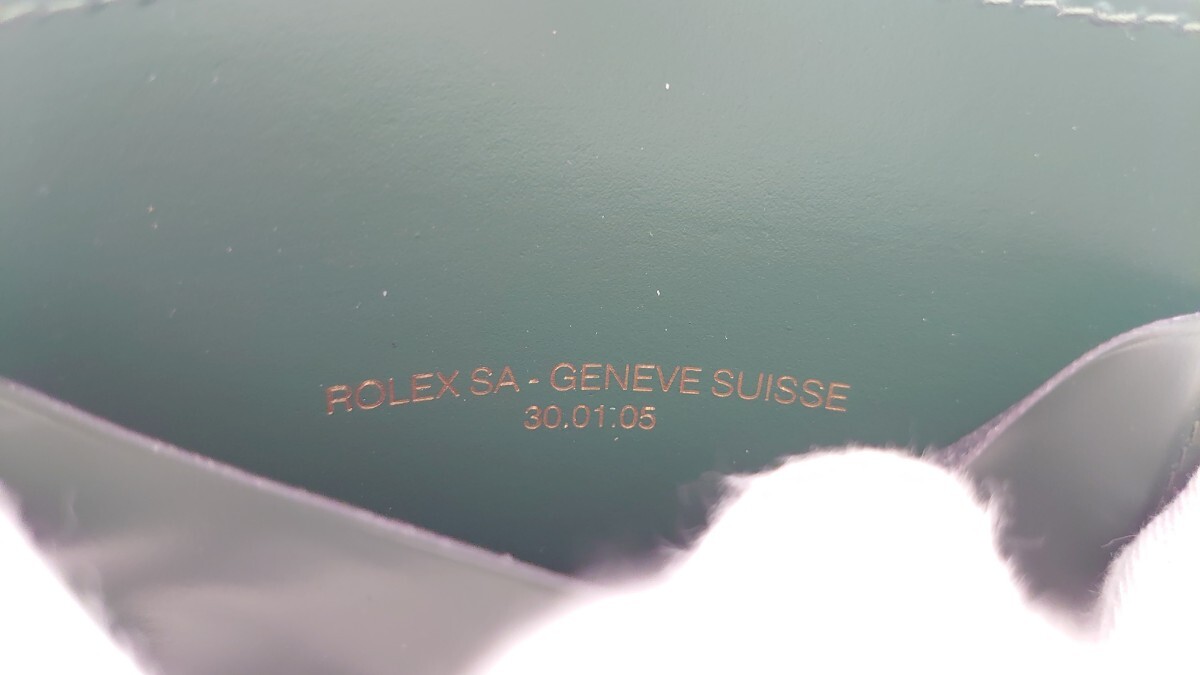 ROLEX SA - GENEVE SUISSE
30.01.05